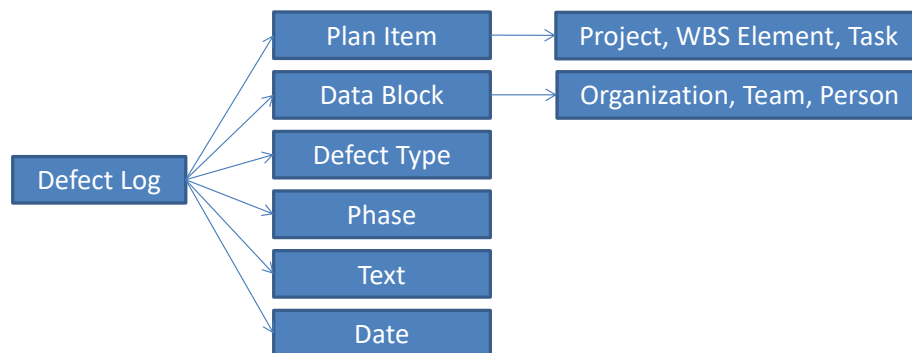 Plan Item
Project, WBS Element, Task
Data Block
Organization, Team, Person
Defect Type
Defect Log
Phase
Text
Date